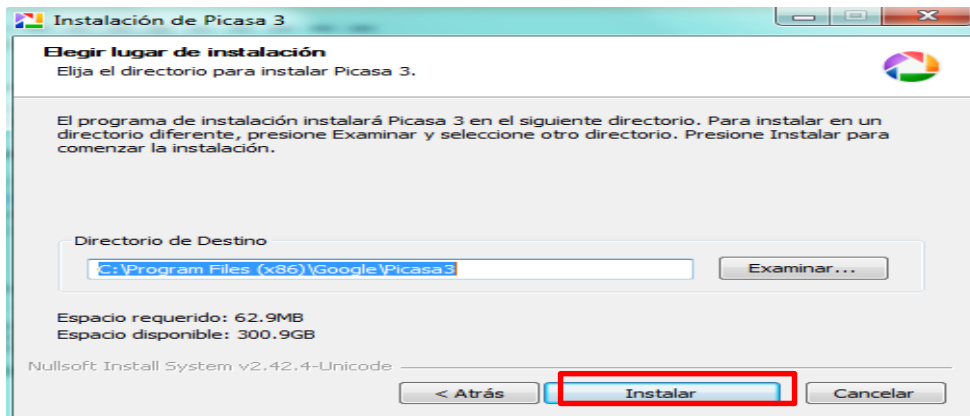 Instalación de Picasa 3
Elegir lugar de instalación
Elija el directorio para instalar Picasa 3.
El programa de instalación instalará Picasa 3 en el siguiente directorio. Para instalar en un
directorio diferente, presione Examinar y seleccione otro directorio. Presione Instalar para
comenzar la instalación.
Directorio de Destino
C:\Program Files (x86)\Google\Picasa3
Examinar...
Espacio requerido: 62.9MB
Espacio disponible: 300.9GB
Nullsoft Install System v2.42.4-Unicode
< Atrás Instalar Cancelar